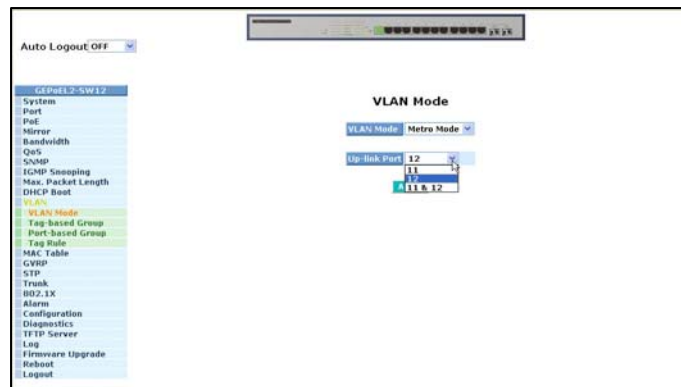 Auto Logout OFF
GEPoEL2-SW12
System
Port
PoE
Mirror
Bandwidth
QoS
SNMP
IGMP Snooping
Max. Packet Length
DHCP Boot
VLAN
VLAN Mode
Tag-based Group
Port-based Group
Tag Rule
MAC Table
GVRP
STP
Trunk
802.1X
Alarm
Configuration
Diagnostics
TFTP Server
Log
Firmware Upgrade
Reboot
Logout
VLAN Mode
VLAN Mode Metro Mode
Up-link Port 12
11
12
A 11 & 12